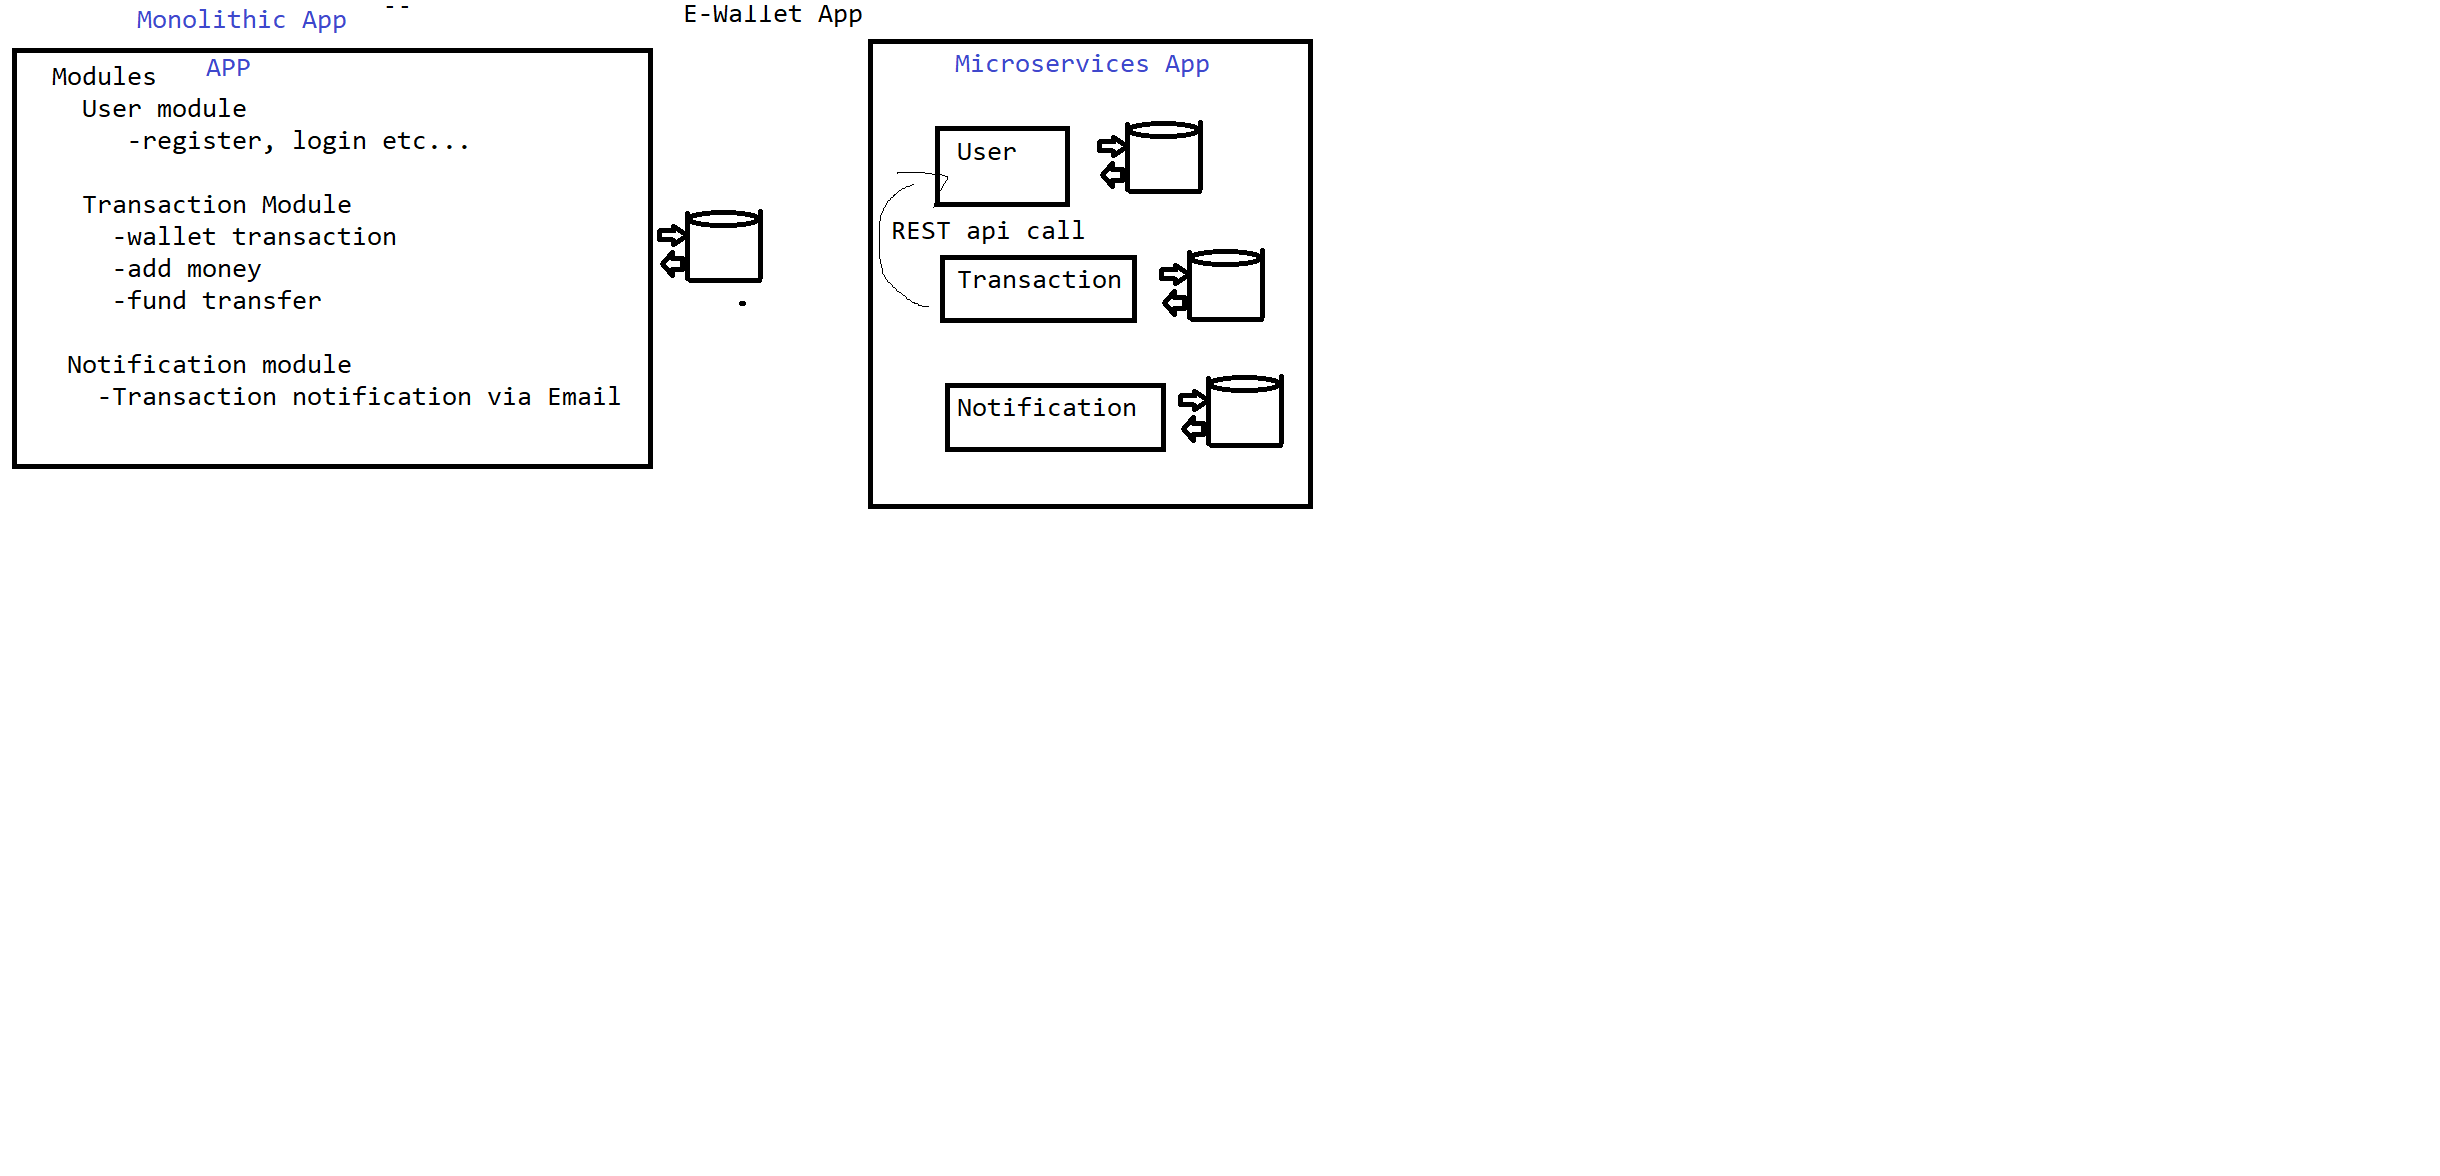 Monolithic App
--
E-Wallet App
APP
Modules
User module
-register, login etc...
Transaction Module
-wallet transaction
-add money
-fund transfer
Notification module
-Transaction notification via Email
Microservices App
User
REST api call
Transaction
Notification